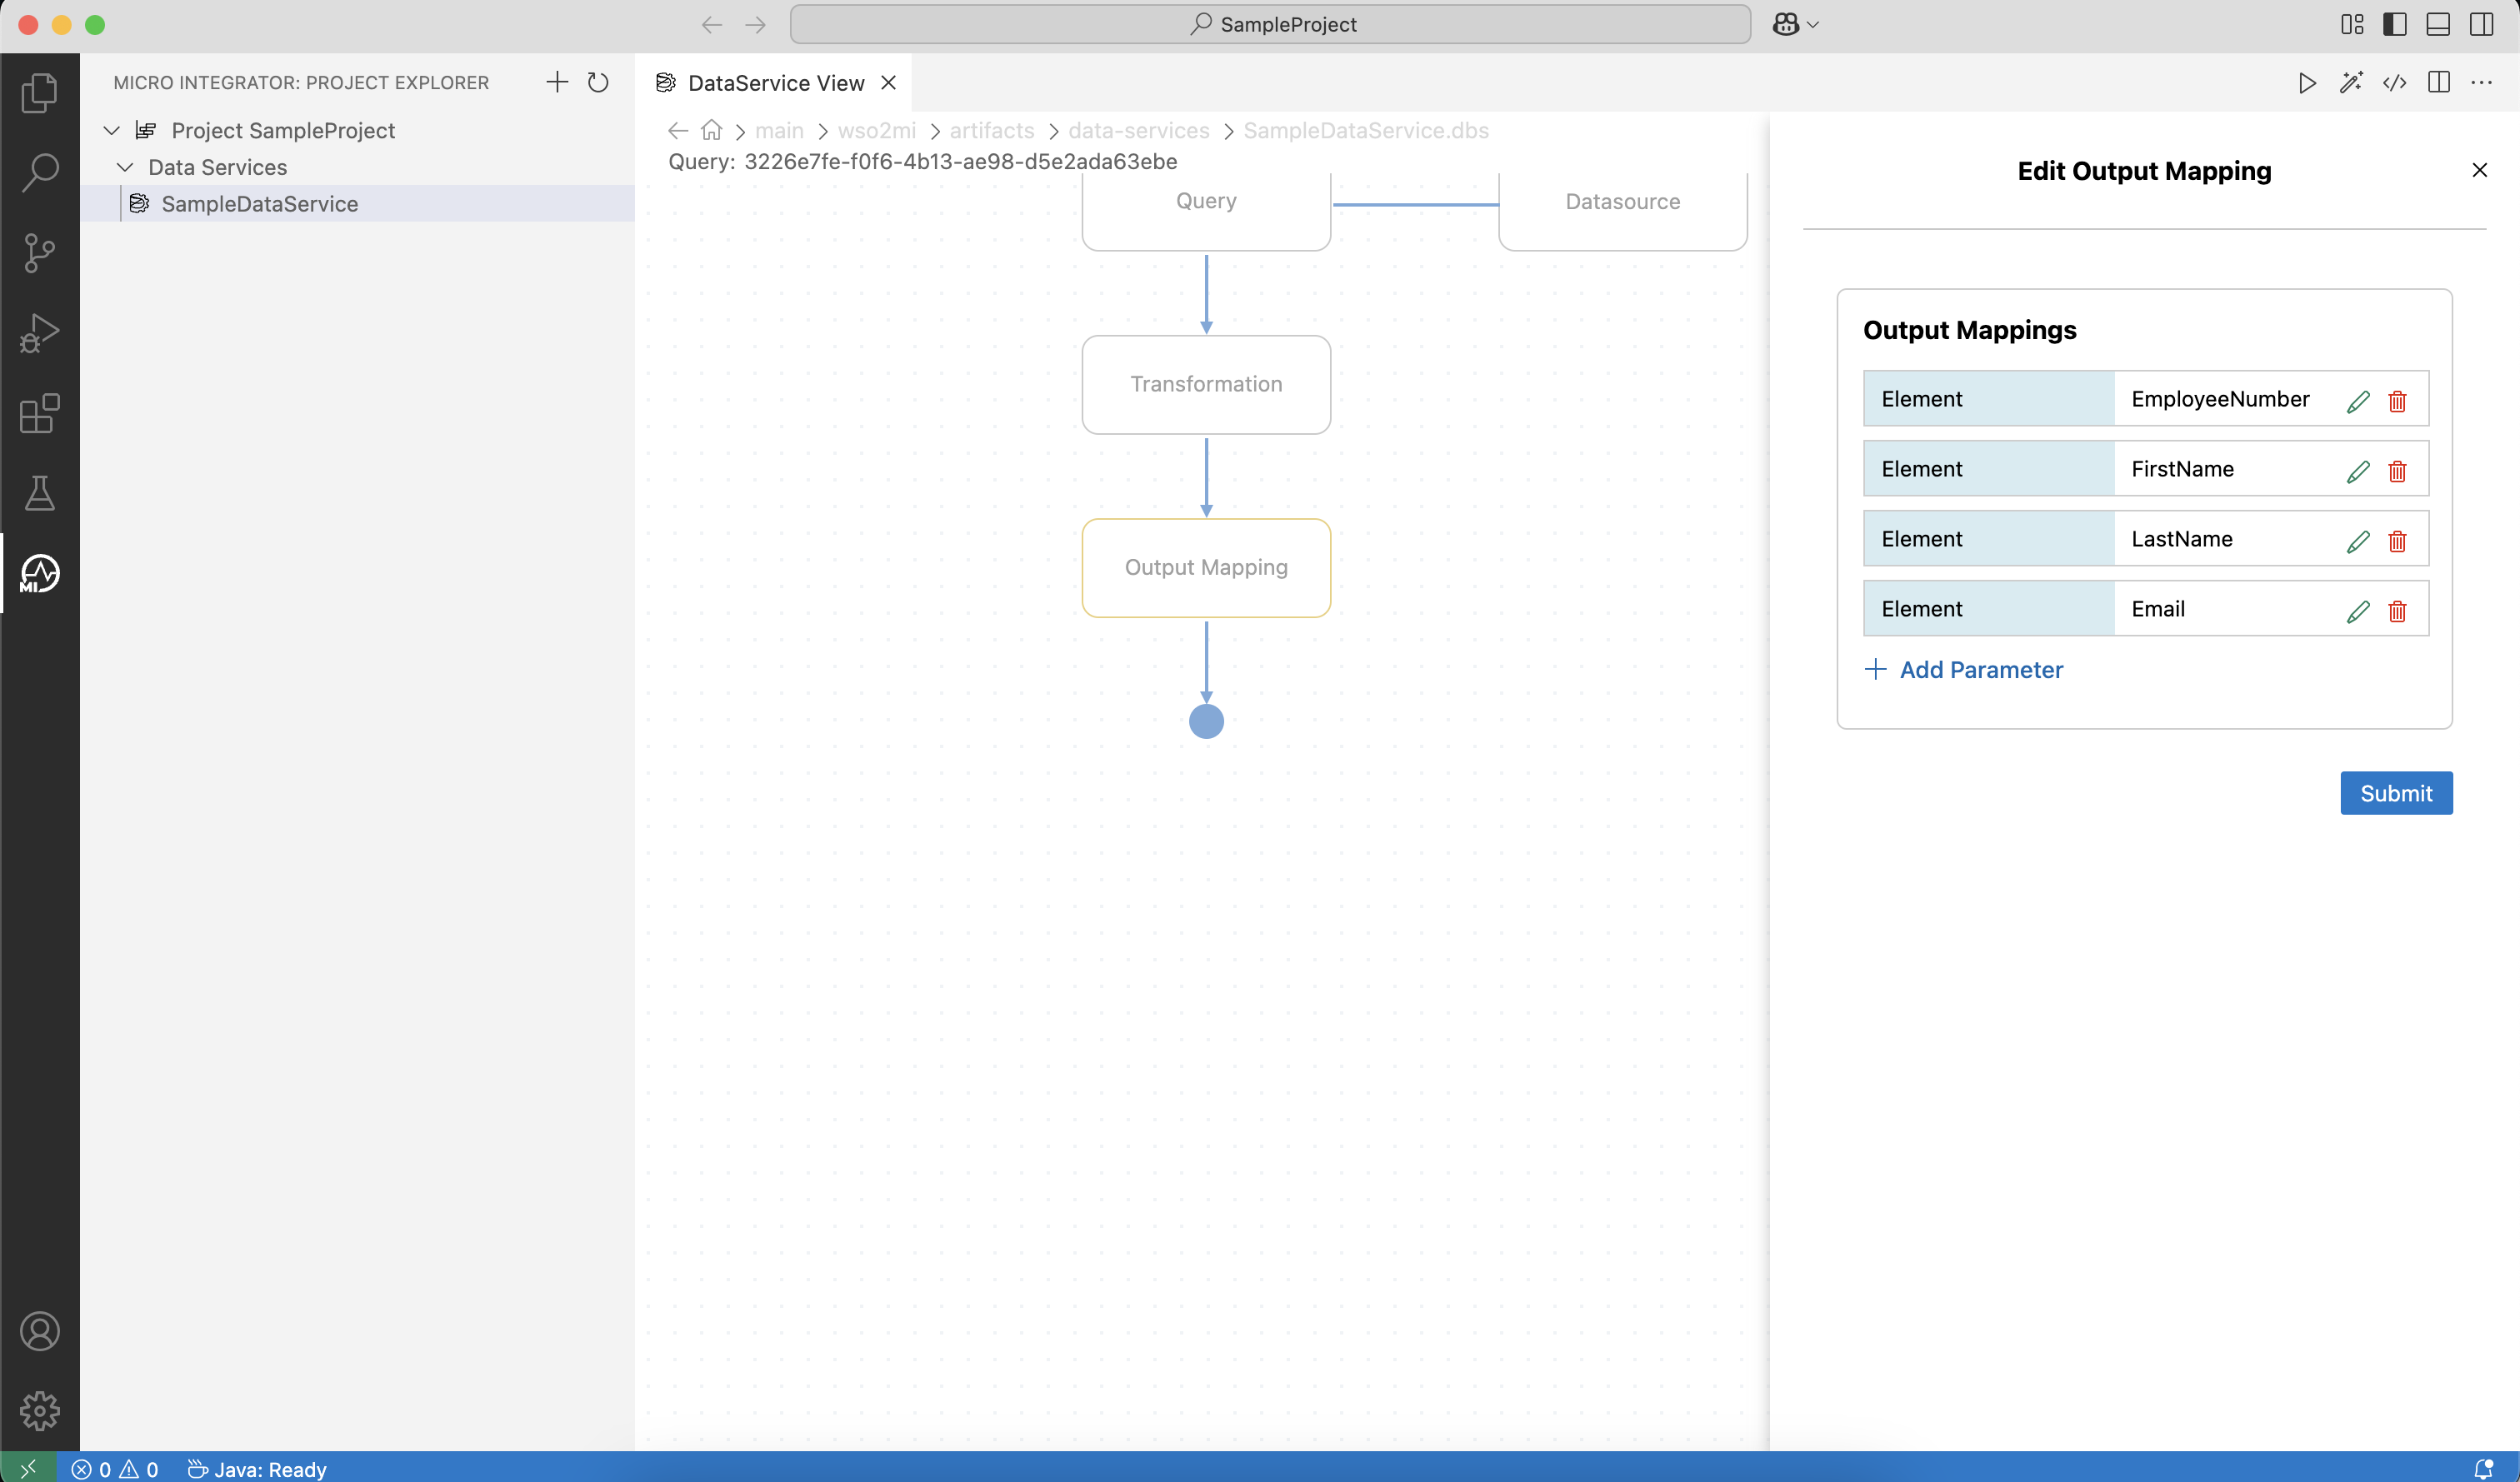 SampleProject
MICRO INTEGRATOR: PROJECT EXPLORER
Project SampleProject
Data Services
SampleDataService
MI
DataService View
main
wso2mi
artifacts
data-services
SampleDataService.dbs
Query: 3226e7fe-f0f6-4b13-ae98-d5e2ada63ebe
Query
Datasource
Transformation
Output Mapping
Edit Output Mapping
Output Mappings
Element EmployeeNumber
Element FirstName
Element LastName
Element Email
Add Parameter
Submit
0 0 Java: Ready